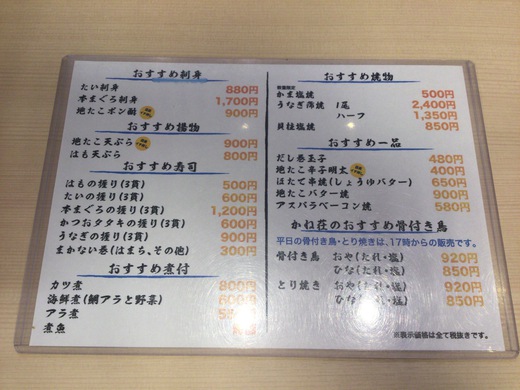 おすすめ刺身
たい刺身 880円
本まぐろ刺身 1,700円
地たこポン酢 900円
おすすめ揚物
地たこ天ぷら 900円
はも天ぷら 800円
おすすめ寿司
はもの握り(3貫) 500円
たいの握り(3貫) 600円
本まぐろの握り(3貫) 1,200円
かつおタタキの握り(3貫) 600円
うなぎの握り(3貫) 900円
まかない巻(はまち、その他) 300円
おすすめ煮付
カツ煮 800円
海鮮煮(鯛アラと野菜) 600円
アラ煮
煮魚
おすすめ焼物
数量限定
かま塩焼 500円
うなぎ蒲焼 1尾 2,400円
ハーフ 1,350円
貝柱塩焼 850円
おすすめ一品
だし巻玉子 480円
地たこ辛子明太 400円
ほたて串焼(しょうゆバター) 650円
地たこバター焼 900円
アスパラベーコン焼 580円
かね荘のおすすめ骨付き鳥
平日の骨付き鳥・とり焼きは、17時からの販売です。
骨付き鳥 おや(たれ・塩) 920円
ひな(たれ・塩) 850円
とり焼き おや(たれ・塩) 920円
ひな(たれ・塩) 850円
※表示価格は全て税抜きです。